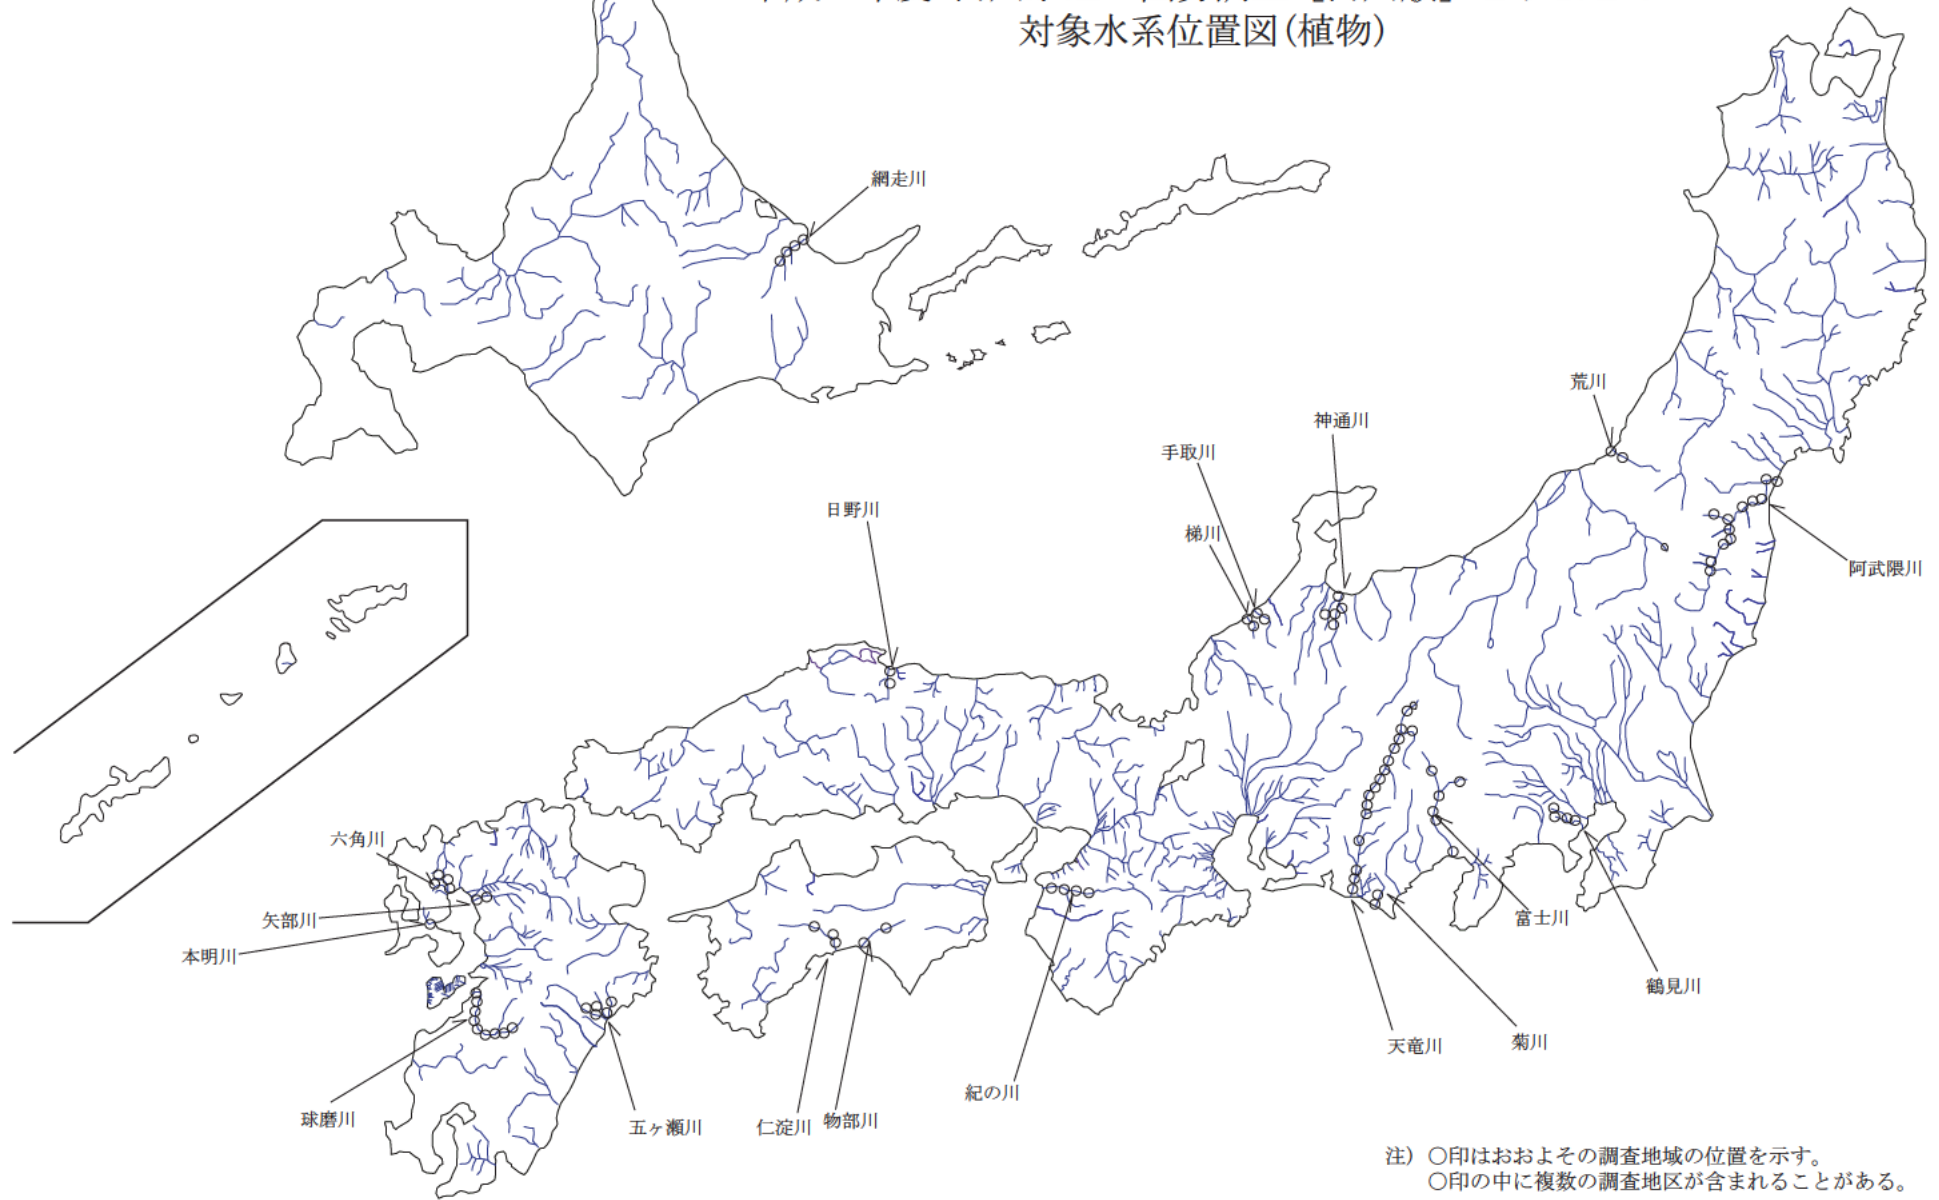 対象水系位置図(植物)
網走川
荒川
神通川
手取川
日野川
梯川
阿武隈川
六角川
矢部川
本明川
富士川
鶴見川
天竜川
菊川
紀の川
球磨川
五ヶ瀬川
仁淀川
物部川
注）○印はおおよその調査地域の位置を示す。
○印の中に複数の調査地区が含まれることがある。